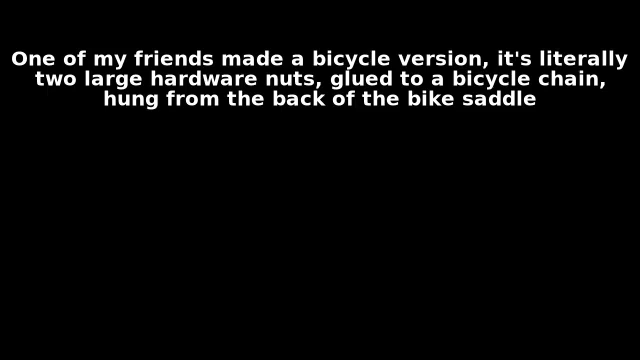 One of my friends made a bicycle version, it's literally
two large hardware nuts, glued to a bicycle chain,
hung from the back of the bike saddle